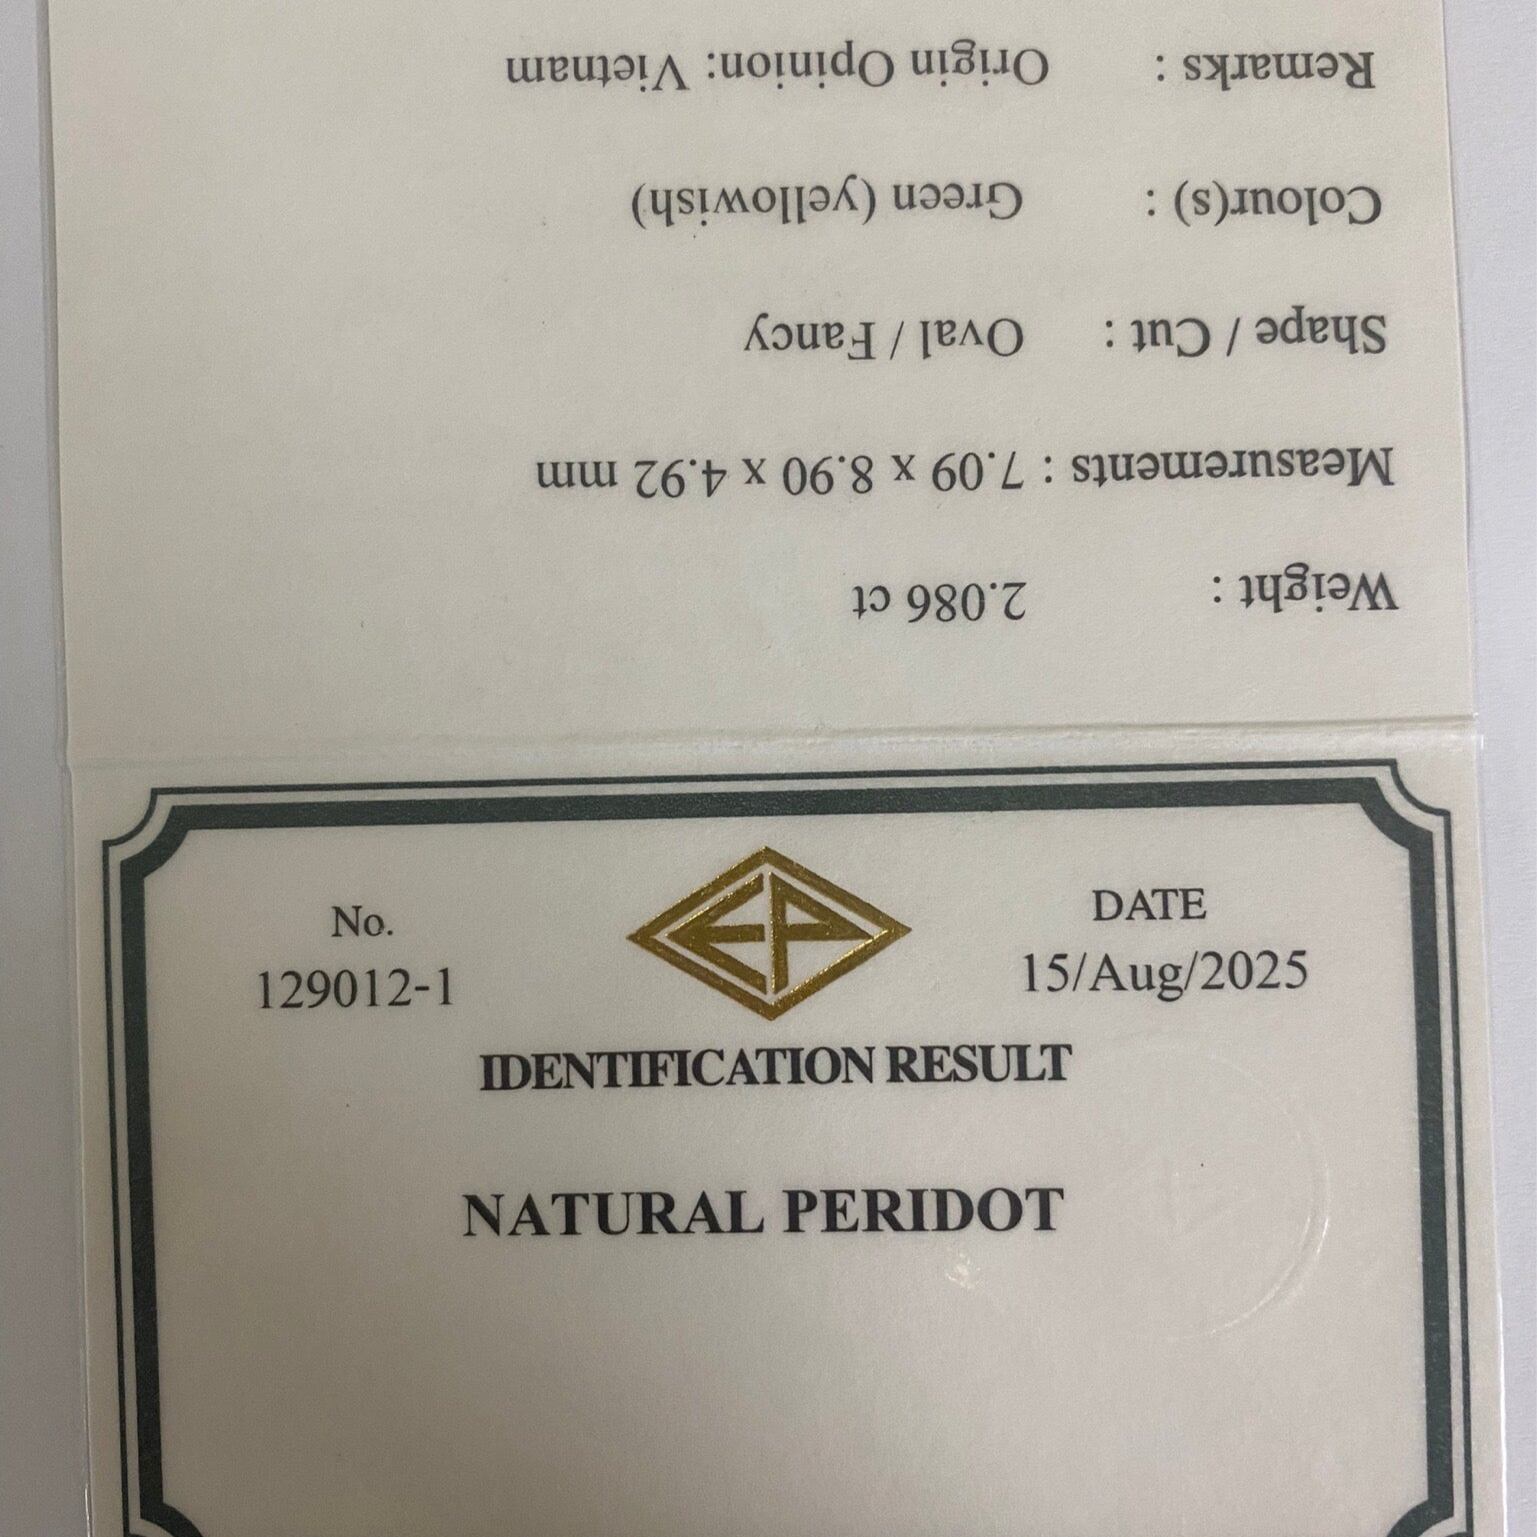 No.
129012-1
EP
DATE
15/Aug/2025
IDENTIFICATION RESULT
NATURAL PERIDOT
Weight : 2.086 ct
Measurements : 7.09 x 8.90 x 4.92 mm
Shape / Cut : Oval / Fancy
Colour(s) : Green (yellowish)
Remarks : Origin Opinion: Vietnam